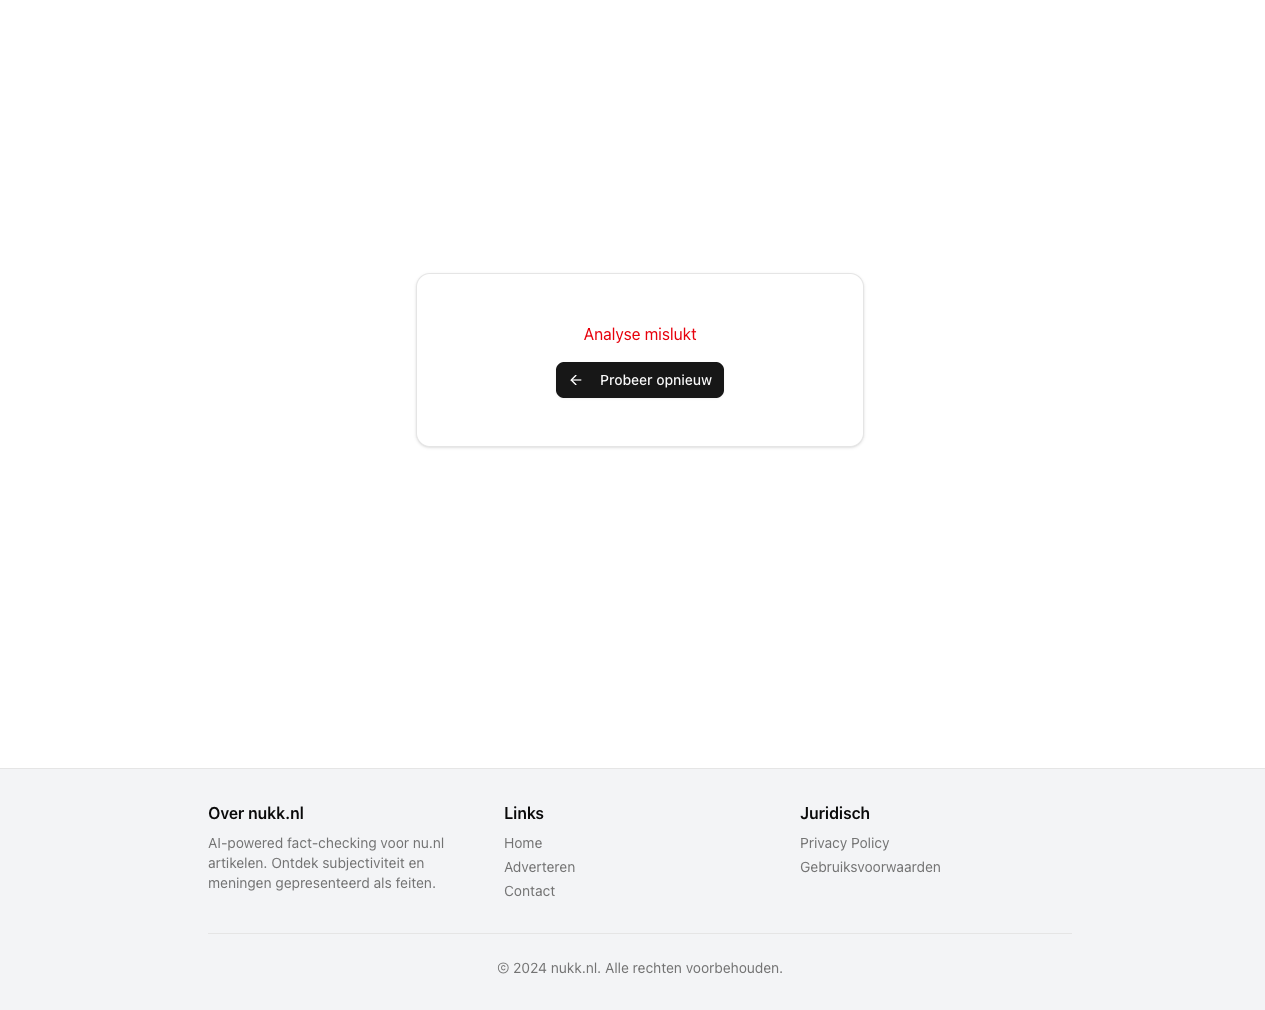 Analyse mislukt
Probeer opnieuw
Over nukk.nl
AI-powered fact-checking voor nu.nl
artikelen. Ontdek subjectiviteit en
meningen gepresenteerd als feiten.
Links
Home
Adverteren
Contact
Juridisch
Privacy Policy
Gebruiksvoorwaarden
© 2024 nukk.nl. Alle rechten voorbehouden.